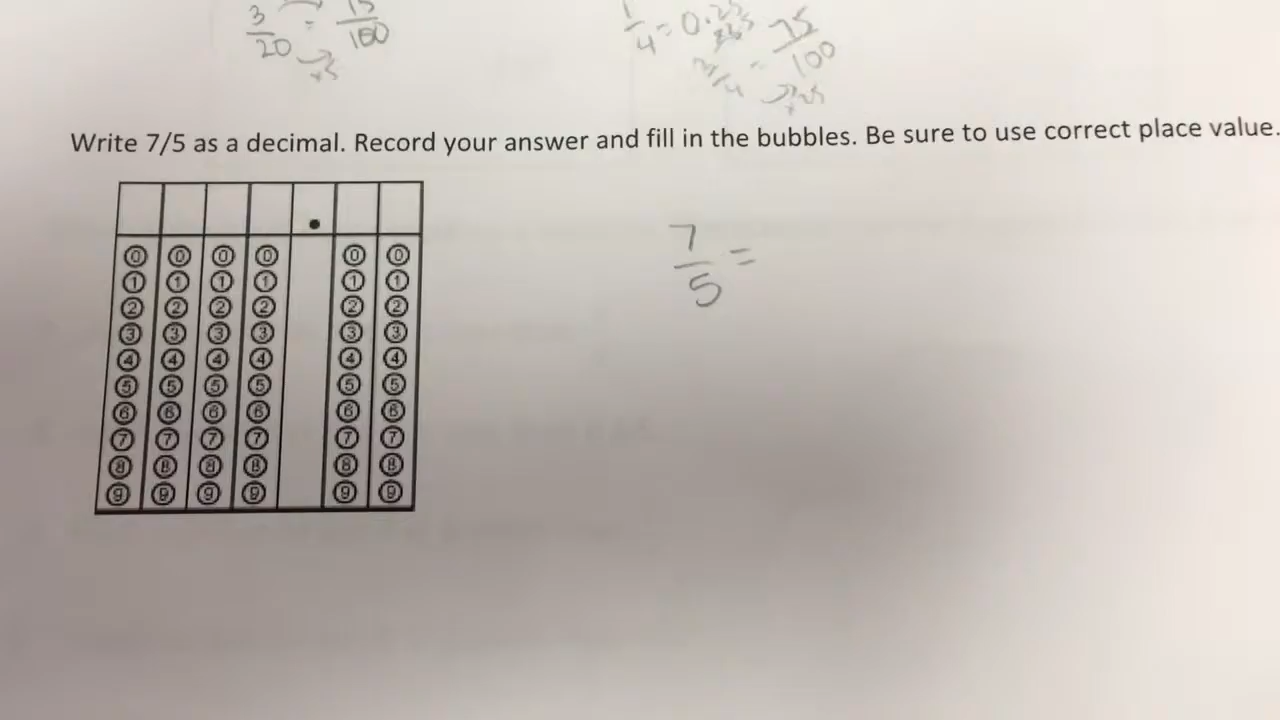 3/20 = 15/100
1/4 = 0.25
3/4 = 75/100
Write 7/5 as a decimal. Record your answer and fill in the bubbles. Be sure to use correct place value.
.
0 0 0 0 0 0
1 1 1 1 1 1
2 2 2 2 2 2
3 3 3 3 3 3
4 4 4 4 4 4
5 5 5 5 5 5
6 6 6 6 6 6
7 7 7 7 7 7
8 8 8 8 8 8
9 9 9 9 9 9
7/5 =